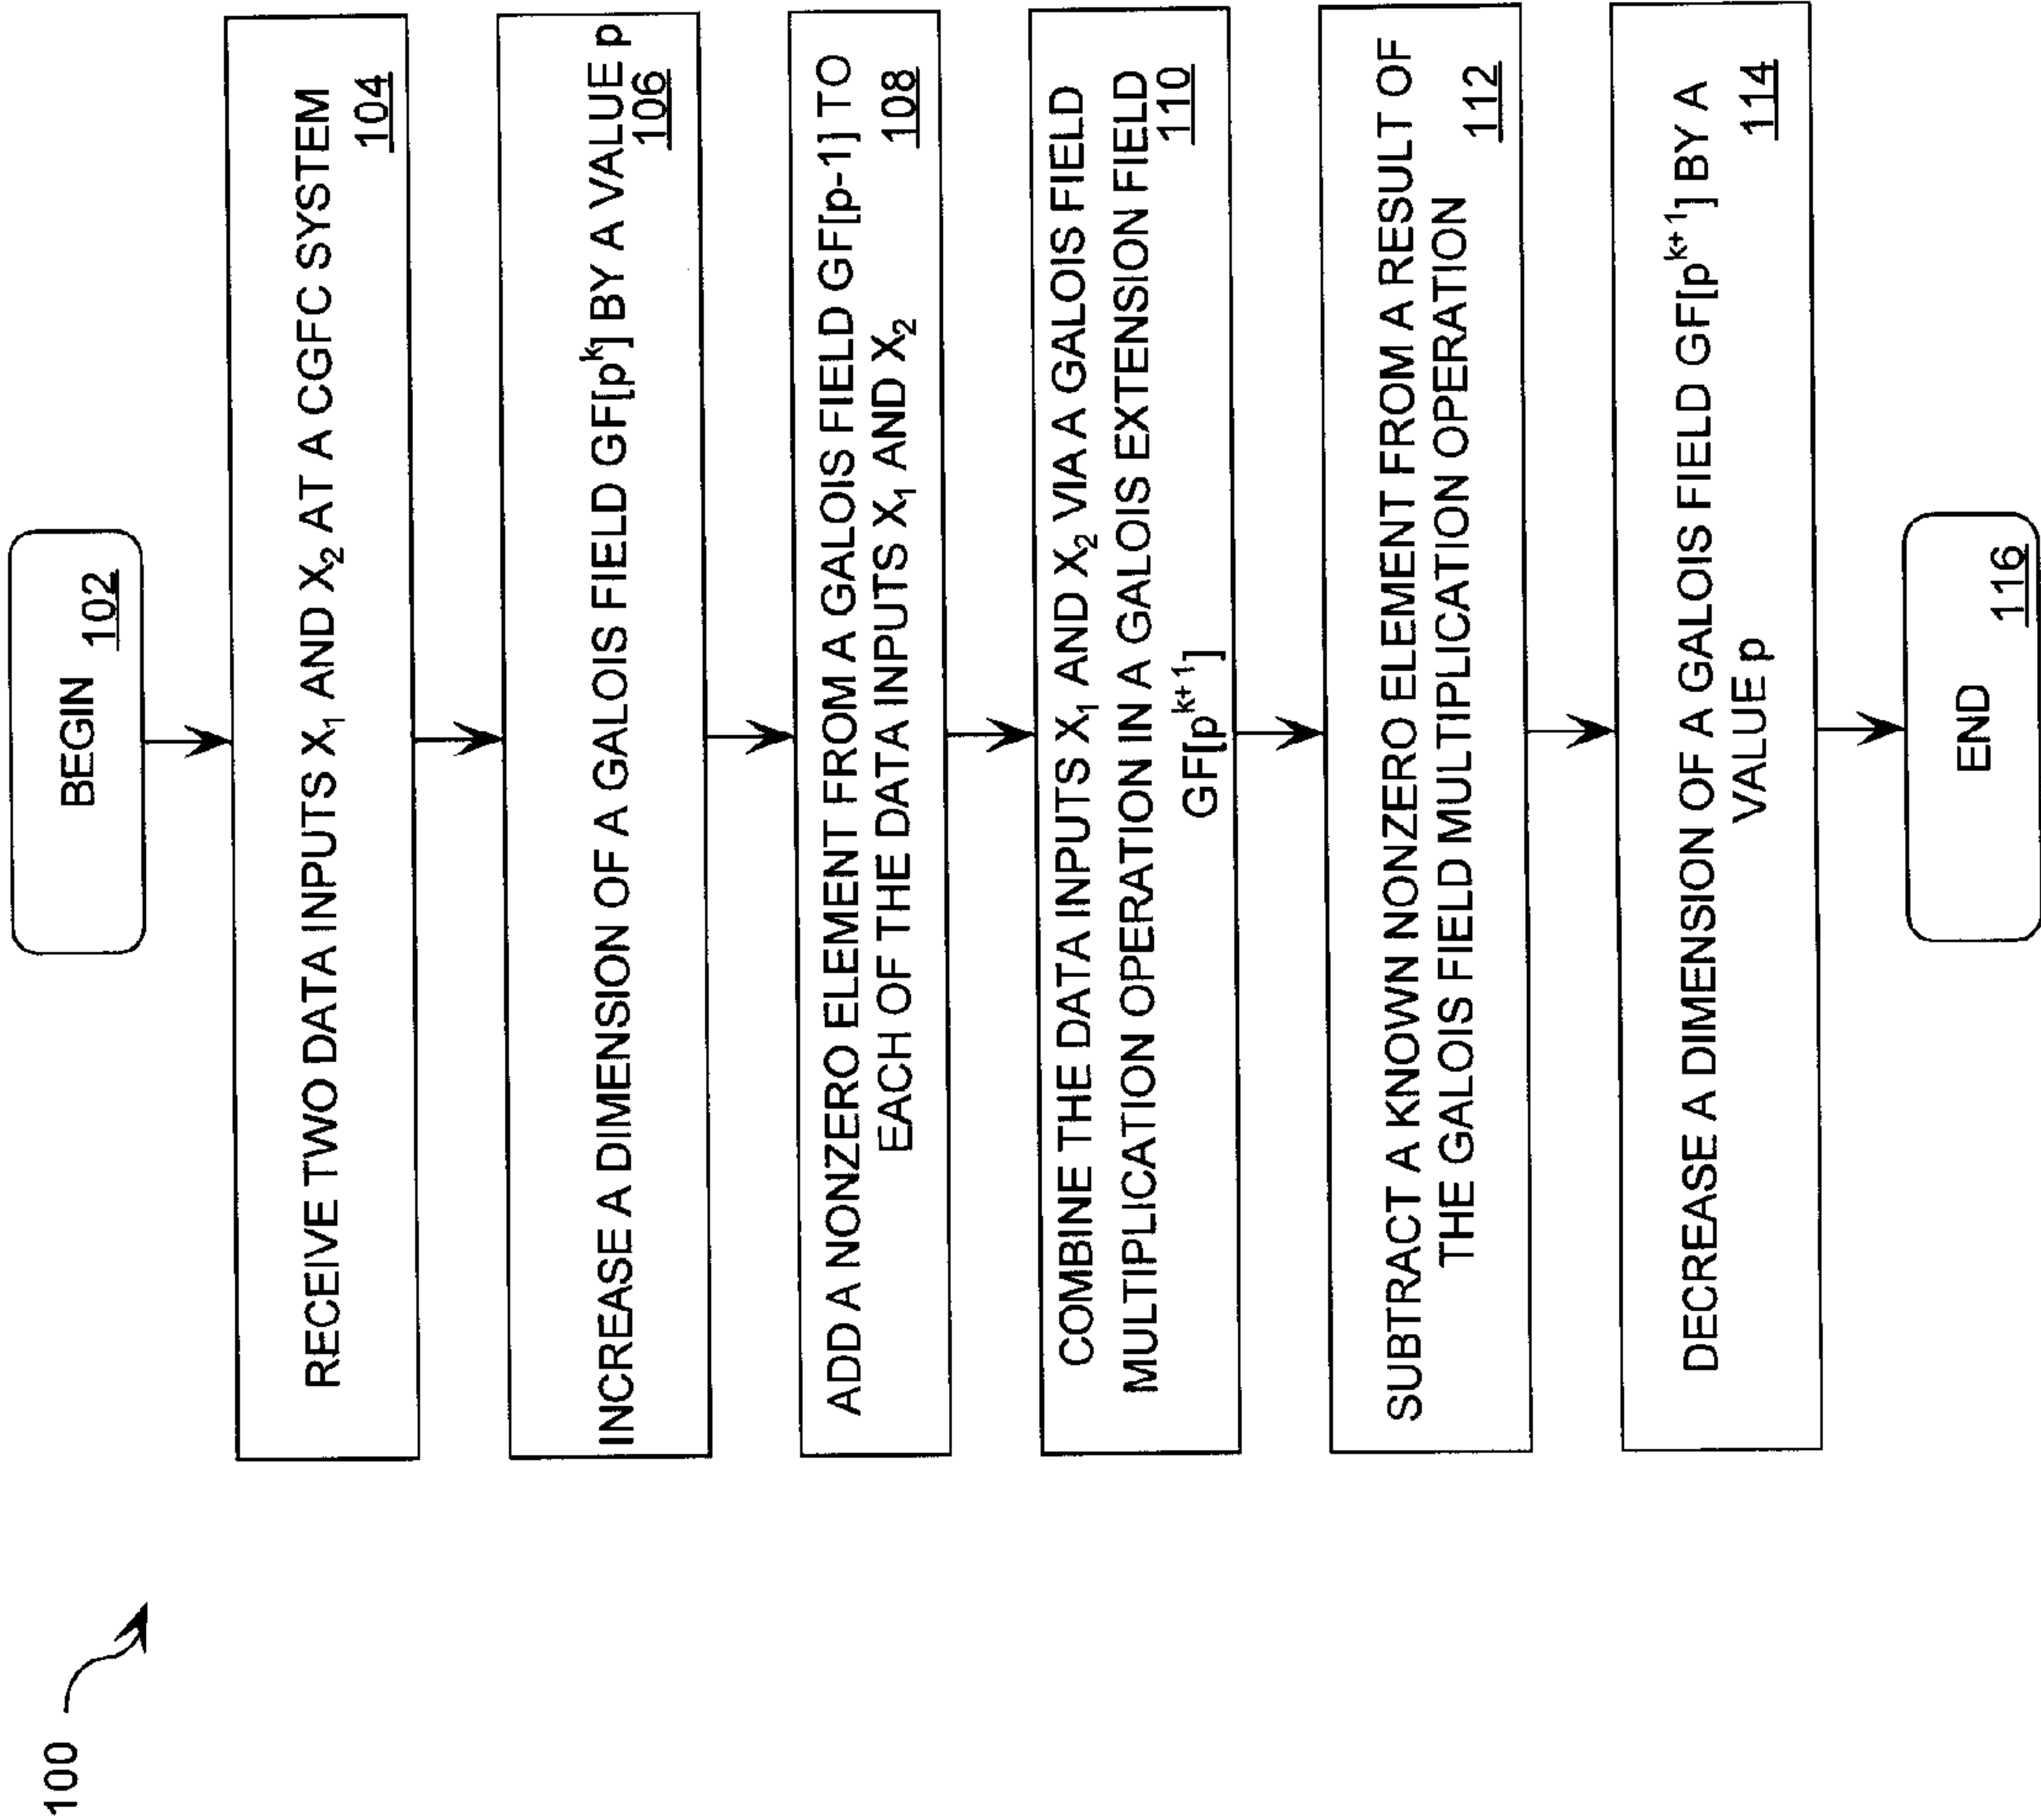 100
BEGIN
102
RECEIVE TWO DATA INPUTS X₁ AND X₂ AT A CGFC SYSTEM
104
INCREASE A DIMENSION OF A GALOIS FIELD GF[pᵏ] BY A VALUE p
106
ADD A NONZERO ELEMENT FROM A GALOIS FIELD GF[p-1] TO
EACH OF THE DATA INPUTS X₁ AND X₂
108
COMBINE THE DATA INPUTS X₁ AND X₂ VIA A GALOIS FIELD
MULTIPLICATION OPERATION IN A GALOIS EXTENSION FIELD
GF[pᵏ⁺¹]
110
SUBTRACT A KNOWN NONZERO ELEMENT FROM A RESULT OF
THE GALOIS FIELD MULTIPLICATION OPERATION
112
DECREASE A DIMENSION OF A GALOIS FIELD GF[pᵏ⁺¹] BY A
VALUE p
114
END
116